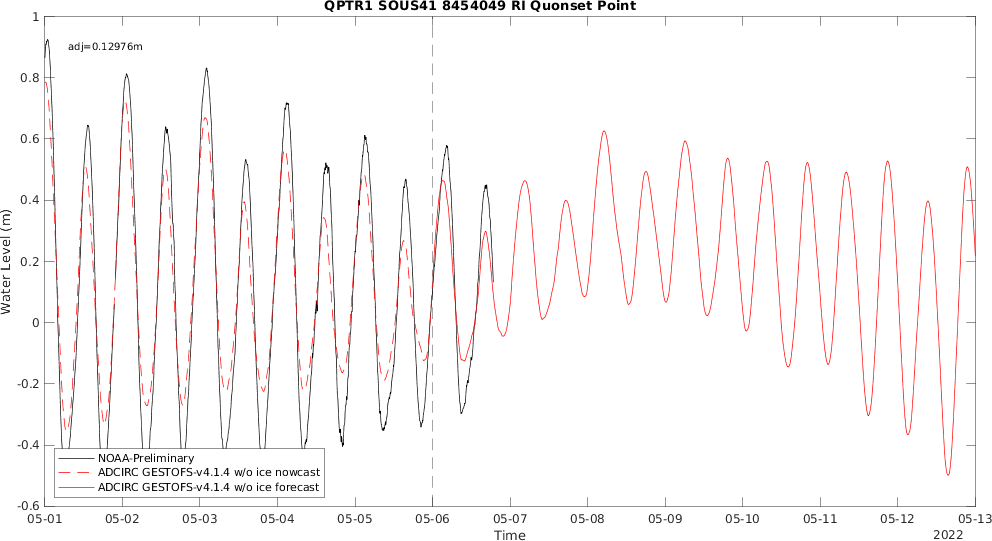 QPTR1 SOUS41 8454049 RI Quonset Point
adj=0.12976m
1
0.8
0.6
0.4
0.2
0
-0.2
-0.4
-0.6
Water Level (m)
NOAA-Preliminary
ADCIRC GESTOFS-v4.1.4 w/o ice nowcast
ADCIRC GESTOFS-v4.1.4 w/o ice forecast
05-01 05-02 05-03 05-04 05-05 05-06 05-07 05-08 05-09 05-10 05-11 05-12 05-13
Time
2022